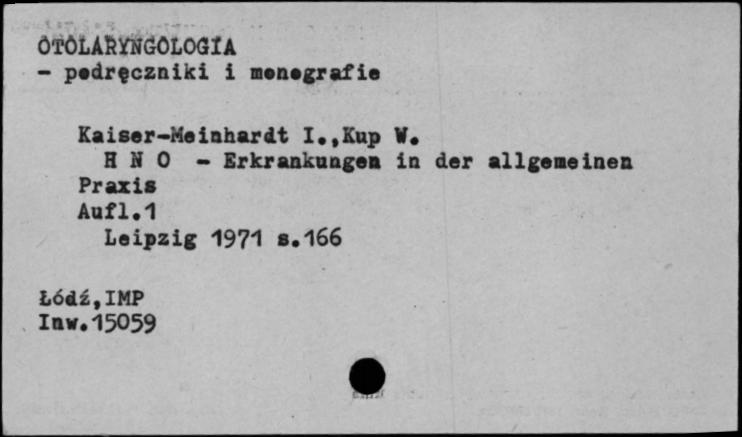 OTOLARYNGOLOGIA
- podręczniki i monografie
Kaiser-Meinhardt I.,Kup W.
H N O - Erkrankungen in der allgemeinen
Praxis
Aufl.1
Leipzig 1971 s.166
Łódź,IMP
Inw.15059